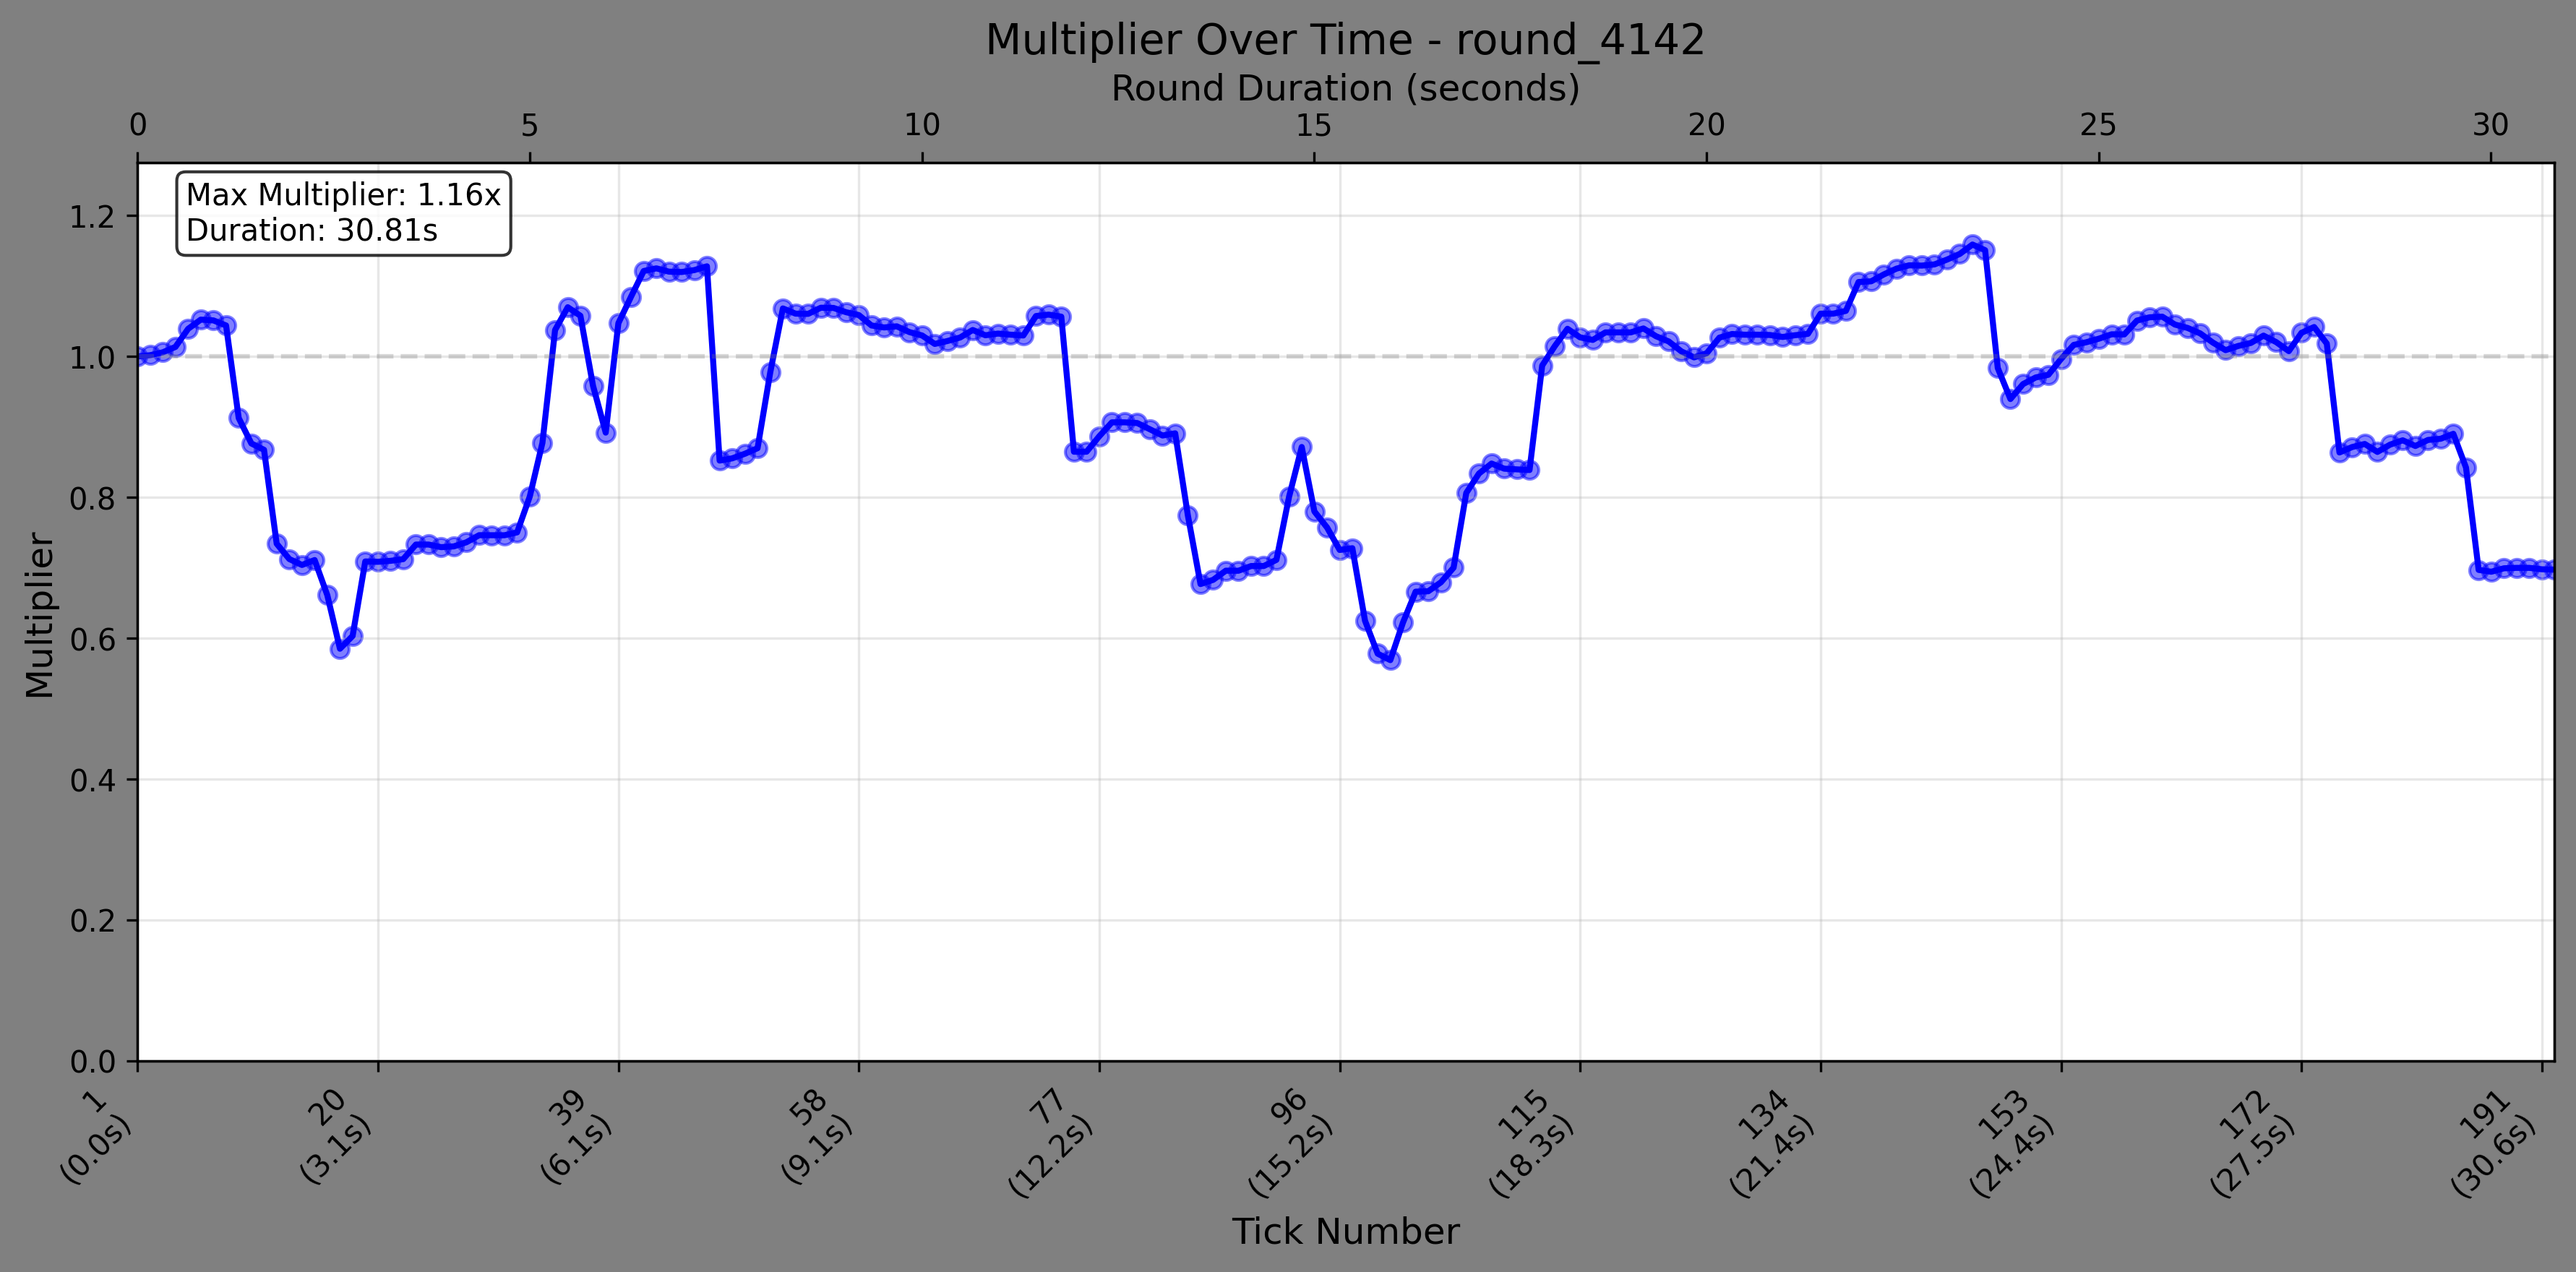 Multiplier Over Time - round_4142
Round Duration (seconds)
0 5 10 15 20 25 30
Max Multiplier: 1.16x
Duration: 30.81s
Multiplier
1.2
1.0
0.8
0.6
0.4
0.2
0.0
1
(0.0s)
20
(3.1s)
39
(6.1s)
58
(9.1s)
77
(12.2s)
96
(15.2s)
115
(18.3s)
134
(21.4s)
153
(24.4s)
172
(27.5s)
191
(30.6s)
Tick Number